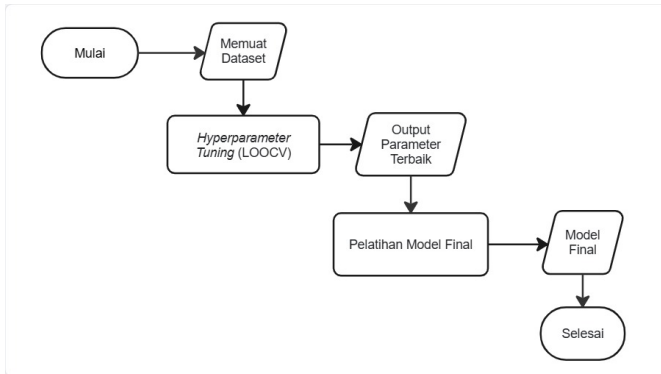 Mulai
Memuat
Dataset
Hyperparameter
Tuning (LOOCV)
Output
Parameter
Terbaik
Pelatihan Model Final
Model
Final
Selesai